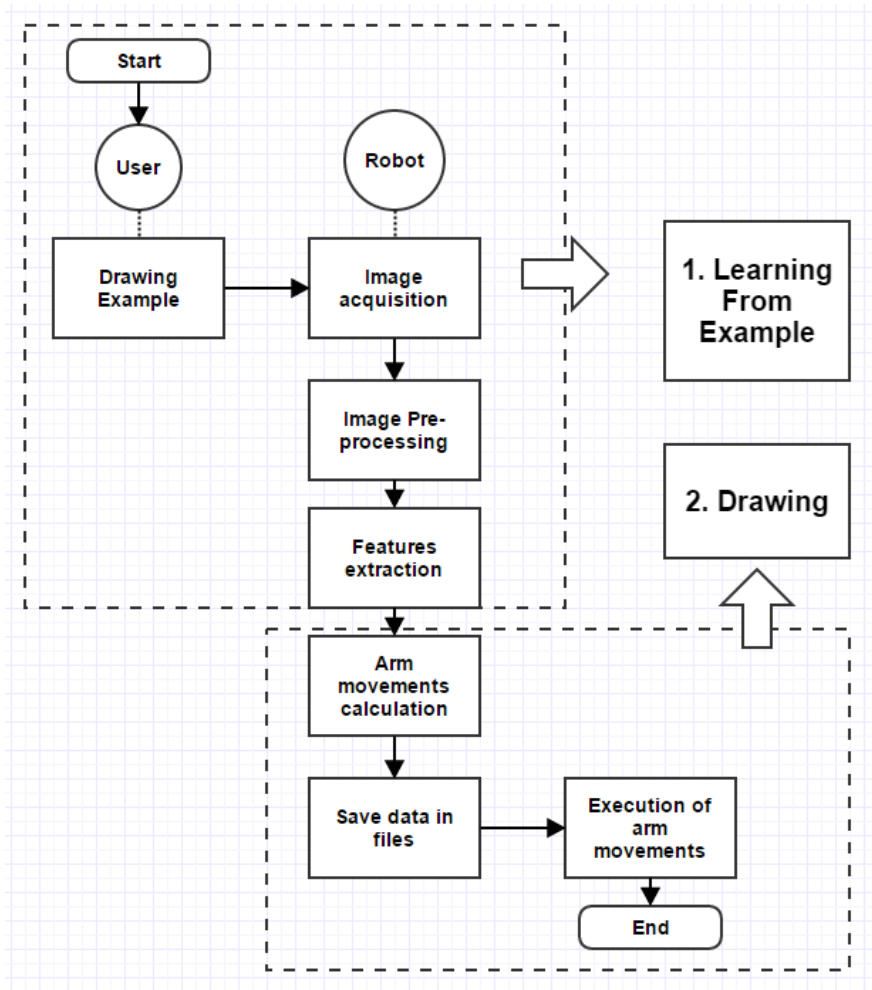 Start
User
Robot
Drawing
Example
Image
acquisition
1. Learning
From
Example
Image Pre-
processing
2. Drawing
Features
extraction
Arm
movements
calculation
Save data in
files
Execution of
arm
movements
End